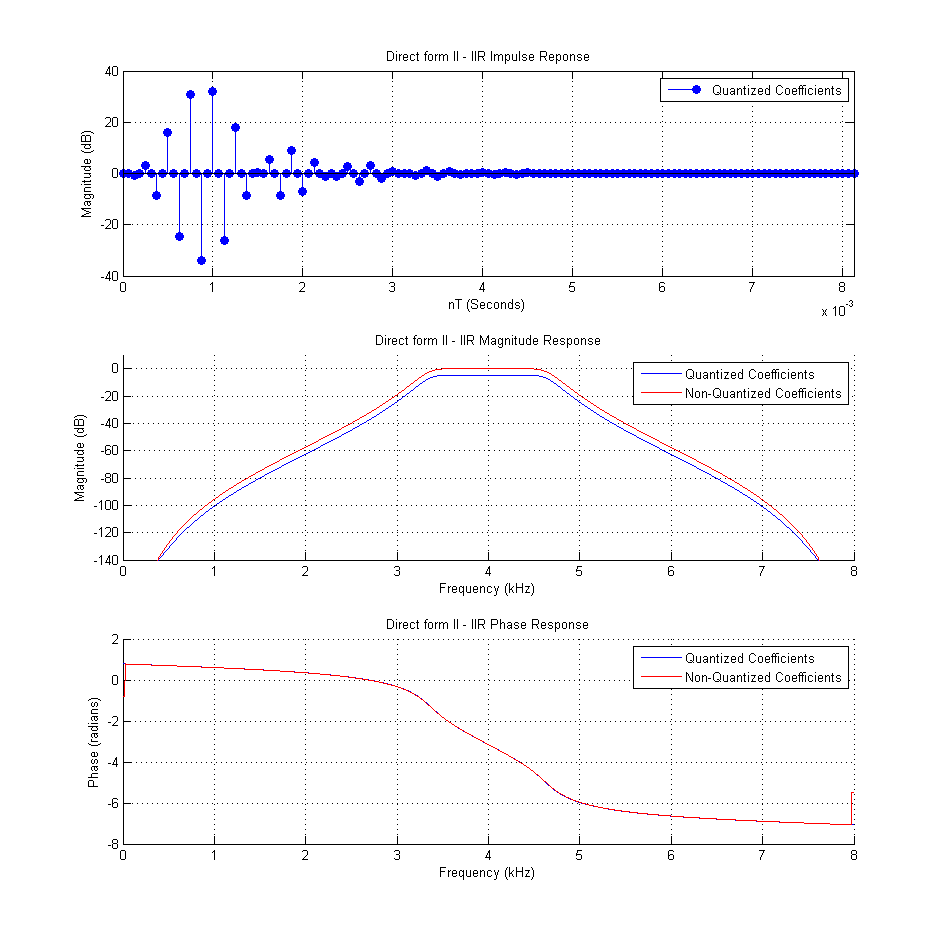 Direct form II - IIR Impulse Reponse
40
20
0
-20
-40
Magnitude (dB)
Quantized Coefficients
0 1 2 3 4 5 6 7 8
nT (Seconds)
x 10^-3
Direct form II - IIR Magnitude Response
0
-20
-40
-60
-80
-100
-120
-140
Magnitude (dB)
Quantized Coefficients
Non-Quantized Coefficients
0 1 2 3 4 5 6 7 8
Frequency (kHz)
Direct form II - IIR Phase Response
2
0
-2
-4
-6
-8
Phase (radians)
Quantized Coefficients
Non-Quantized Coefficients
0 1 2 3 4 5 6 7 8
Frequency (kHz)